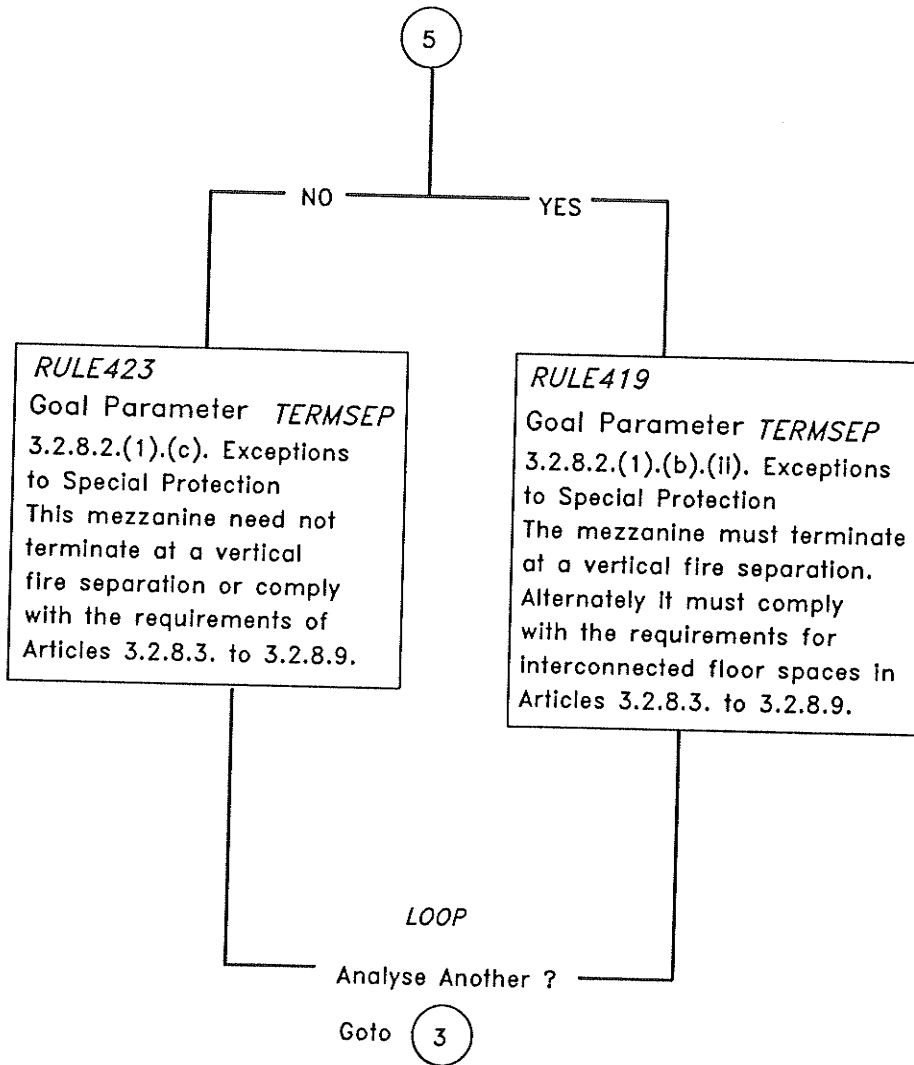 5
NO
YES
RULE423
Goal Parameter TERMSEP
3.2.8.2.(1).(c). Exceptions
to Special Protection
This mezzanine need not
terminate at a vertical
fire separation or comply
with the requirements of
Articles 3.2.8.3. to 3.2.8.9.
RULE419
Goal Parameter TERMSEP
3.2.8.2.(1).(b).(ii). Exceptions
to Special Protection
The mezzanine must terminate
at a vertical fire separation.
Alternately it must comply
with the requirements for
interconnected floor spaces in
Articles 3.2.8.3. to 3.2.8.9.
LOOP
Analyse Another ?
Goto 3